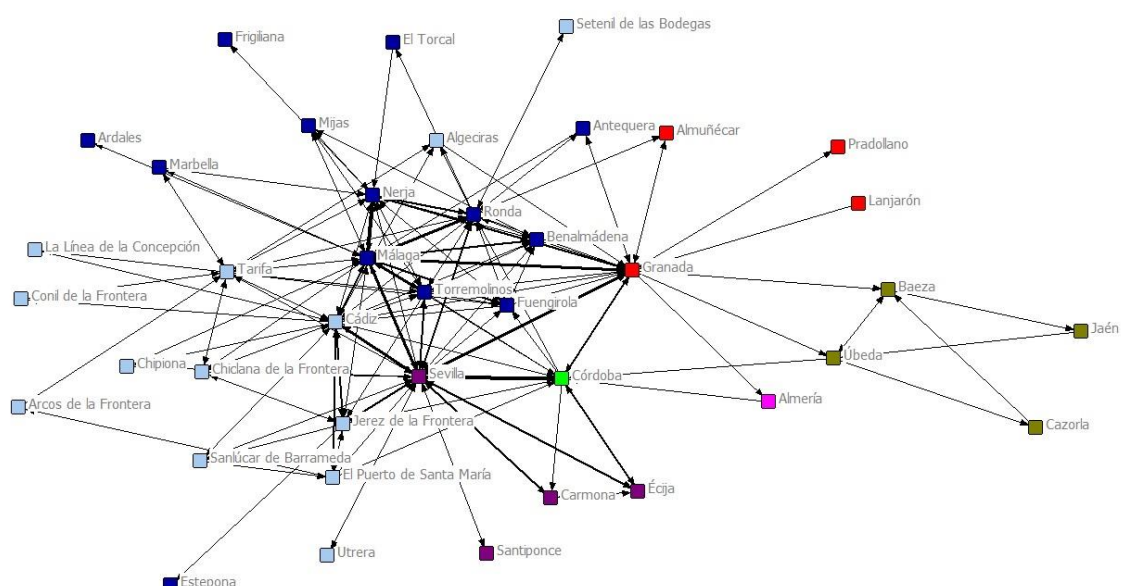 Setenil de las Bodegas
Frigiliana
El Torcal
Mijas
Antequera
Almuñécar
Ardales
Algeciras
Pradollano
Marbella
Nerja
Lanjarón
Ronda
Benalmádena
La Línea de la Concepción
Málaga
Tarifa
Granada
Baeza
Torremolinos
Conil de la Frontera
Fuengirola
Cádiz
Jaén
Úbeda
Chipiona
Chiclana de la Frontera
Sevilla
Córdoba
Almería
Arcos de la Frontera
Jerez de la Frontera
Cazorla
Sanlúcar de Barrameda
El Puerto de Santa María
Carmona
Écija
Utrera
Santiponce
Estepona